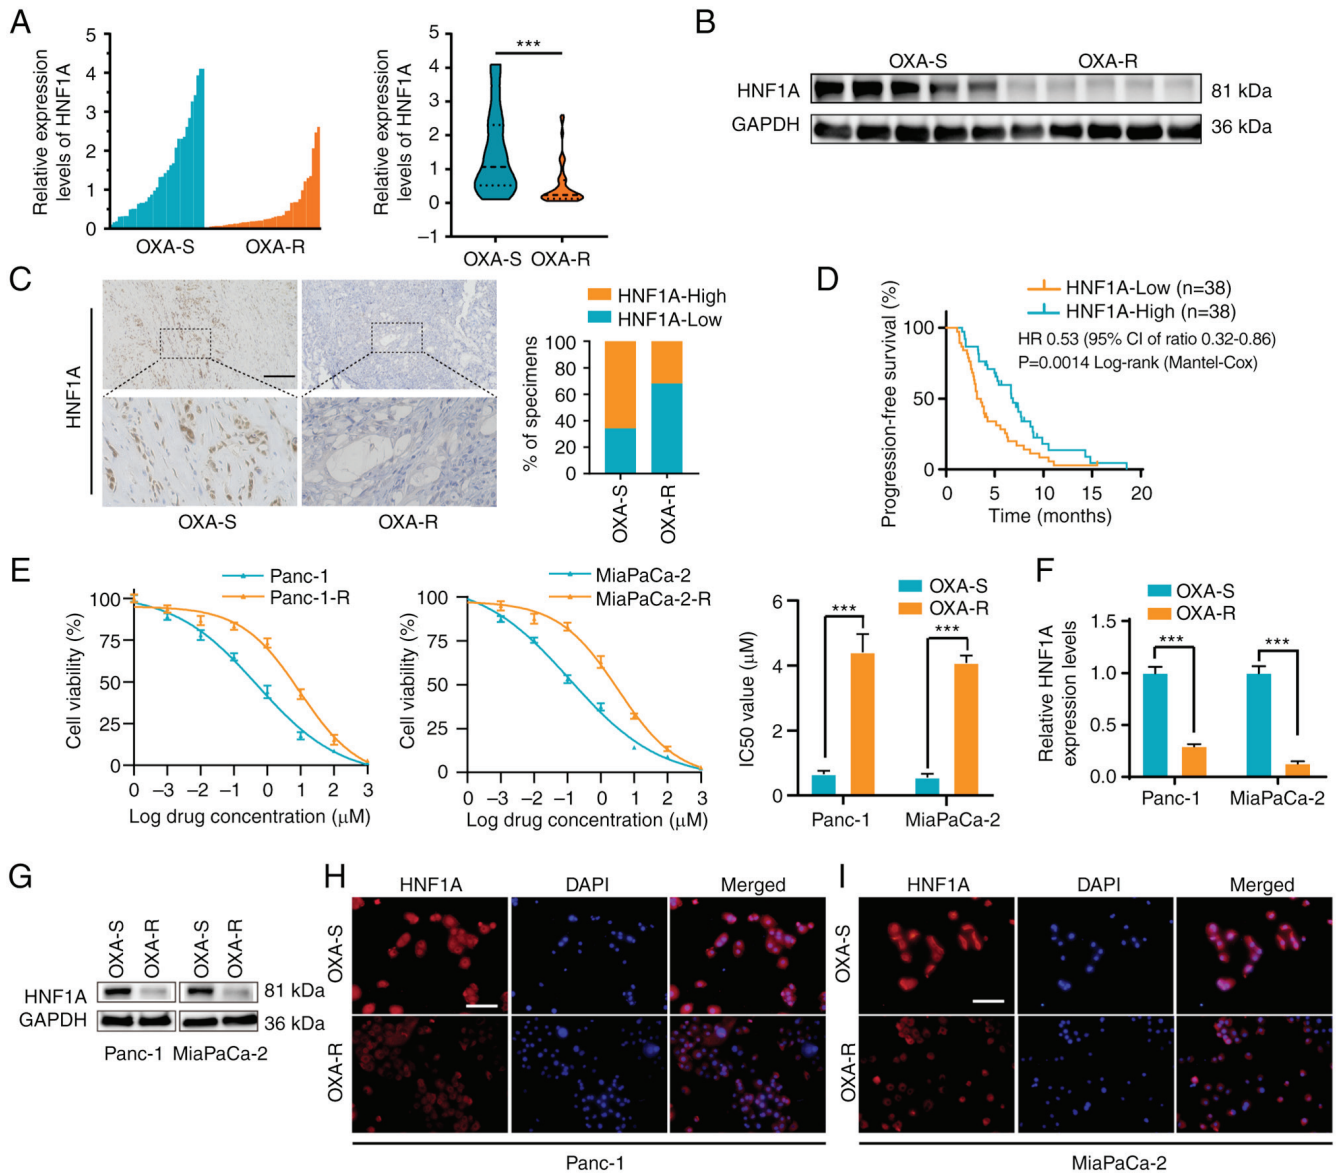 A
Relative expression
levels of HNF1A
5
4
3
2
1
0
OXA-S
OXA-R
Relative expression
levels of HNF1A
5
4
3
2
1
0
−1
***
OXA-S
OXA-R
B
OXA-S
OXA-R
HNF1A
81 kDa
GAPDH
36 kDa
C
HNF1A
OXA-S
OXA-R
HNF1A-High
HNF1A-Low
% of specimens
100
80
60
40
20
0
OXA-S
OXA-R
D
Progression-free survival (%)
100
50
0
HNF1A-Low (n=38)
HNF1A-High (n=38)
HR 0.53 (95% CI of ratio 0.32-0.86)
P=0.0014 Log-rank (Mantel-Cox)
0 5 10 15 20
Time (months)
E
Panc-1
Panc-1-R
Cell viability (%)
100
75
50
25
0
0 −3 −2 −1 0 1 2 3
Log drug concentration (μM)
MiaPaCa-2
MiaPaCa-2-R
Cell viability (%)
100
75
50
25
0
0 −3 −2 −1 0 1 2 3
Log drug concentration (μM)
OXA-S
OXA-R
IC50 value (μM)
6
4
2
0
***
***
Panc-1
MiaPaCa-2
F
OXA-S
OXA-R
Relative HNF1A
expression levels
1.5
1.0
0.5
0.0
***
***
Panc-1
MiaPaCa-2
G
OXA-S
OXA-R
OXA-S
OXA-R
HNF1A
81 kDa
GAPDH
36 kDa
Panc-1
MiaPaCa-2
H
HNF1A
DAPI
Merged
OXA-S
OXA-R
Panc-1
I
HNF1A
DAPI
Merged
OXA-S
OXA-R
MiaPaCa-2